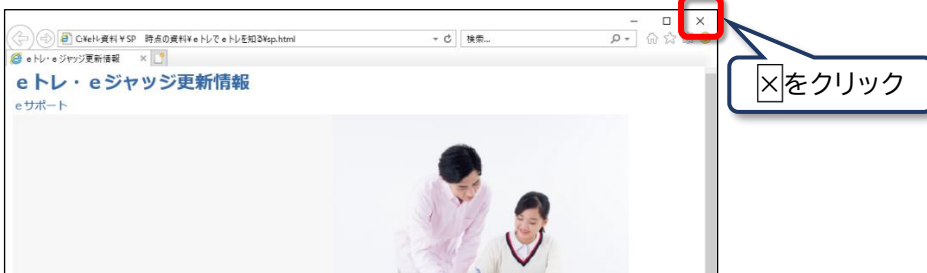 C:¥eﾄﾚ資料¥SP 時点の資料¥eトレでeトレを知る¥sp.html
検索...
eトレ・eジャッジ更新情報
eトレ・eジャッジ更新情報
eサポート
×をクリック